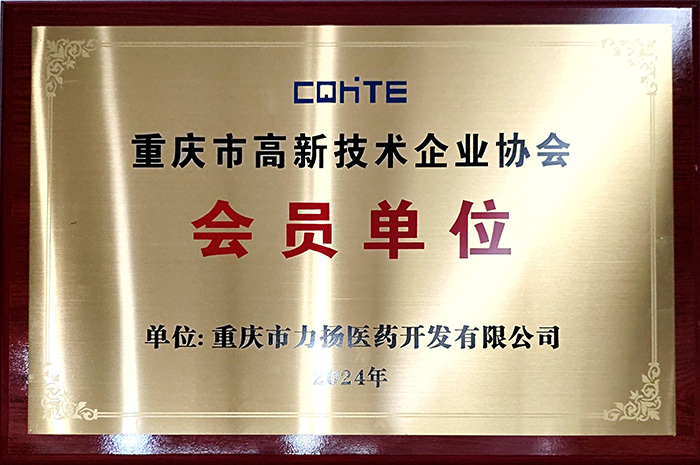 CQHTE
重庆市高新技术企业协会
会员单位
单位:重庆市力扬医药开发有限公司
2024年